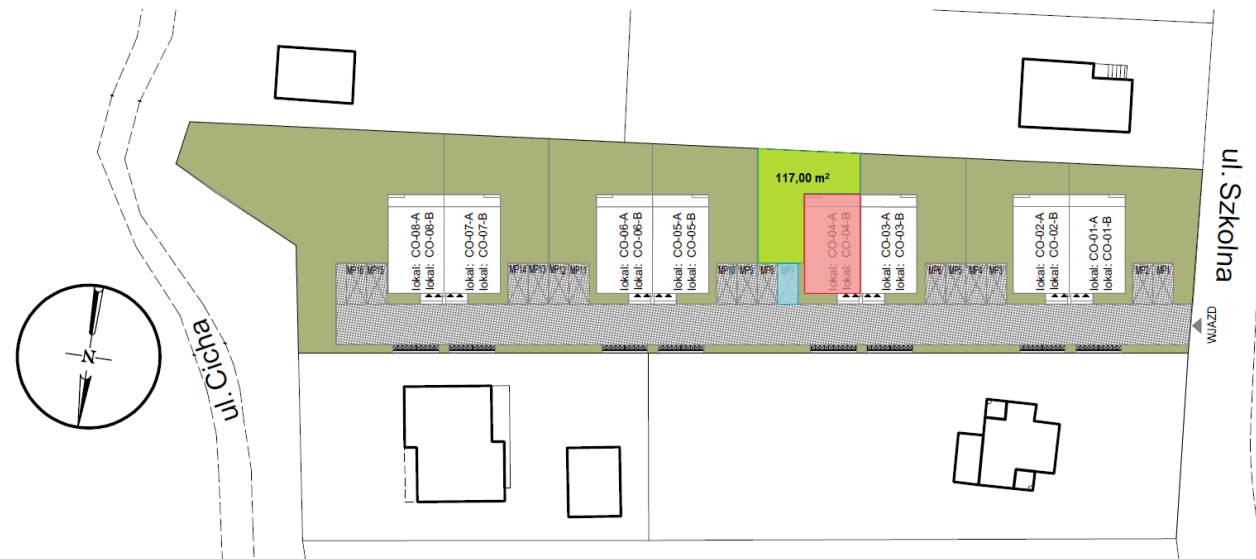 117,00 m²
ul. Szkolna
lokal: CO-08-A
lokal: CO-08-B
lokal: CO-07-A
lokal: CO-07-B
lokal: CO-06-A
lokal: CO-06-B
lokal: CO-05-A
lokal: CO-05-B
lokal: CO-04-A
lokal: CO-04-B
lokal: CO-03-A
lokal: CO-03-B
lokal: CO-02-A
lokal: CO-02-B
lokal: CO-01-A
lokal: CO-01-B
MP16 MP15
MP14 MP13 MP12 MP11
MP10 MP9 MP8 MP7
MP6 MP5 MP4 MP3
MP2 MP1
WJAZD
N
ul. Cicha